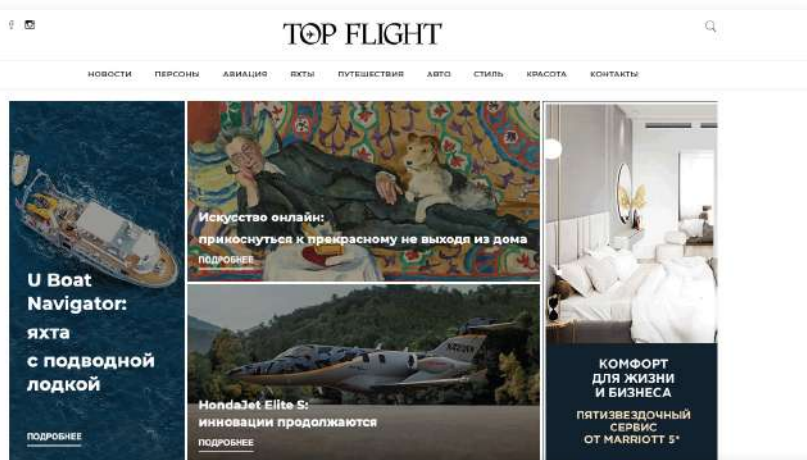 TOP FLIGHT
НОВОСТИ ПЕРСОНЫ АВИАЦИЯ ЯХТЫ ПУТЕШЕСТВИЯ АВТО СТИЛЬ КРАСОТА КОНТАКТЫ
U Boat
Navigator:
яхта
с подводной
лодкой
ПОДРОБНЕЕ
Искусство онлайн:
прикоснуться к прекрасному не выходя из дома
ПОДРОБНЕЕ
HondaJet Elite S:
инновации продолжаются
ПОДРОБНЕЕ
КОМФОРТ
ДЛЯ ЖИЗНИ
И БИЗНЕСА
ПЯТИЗВЕЗДОЧНЫЙ
СЕРВИС
ОТ MARRIOTT 5*